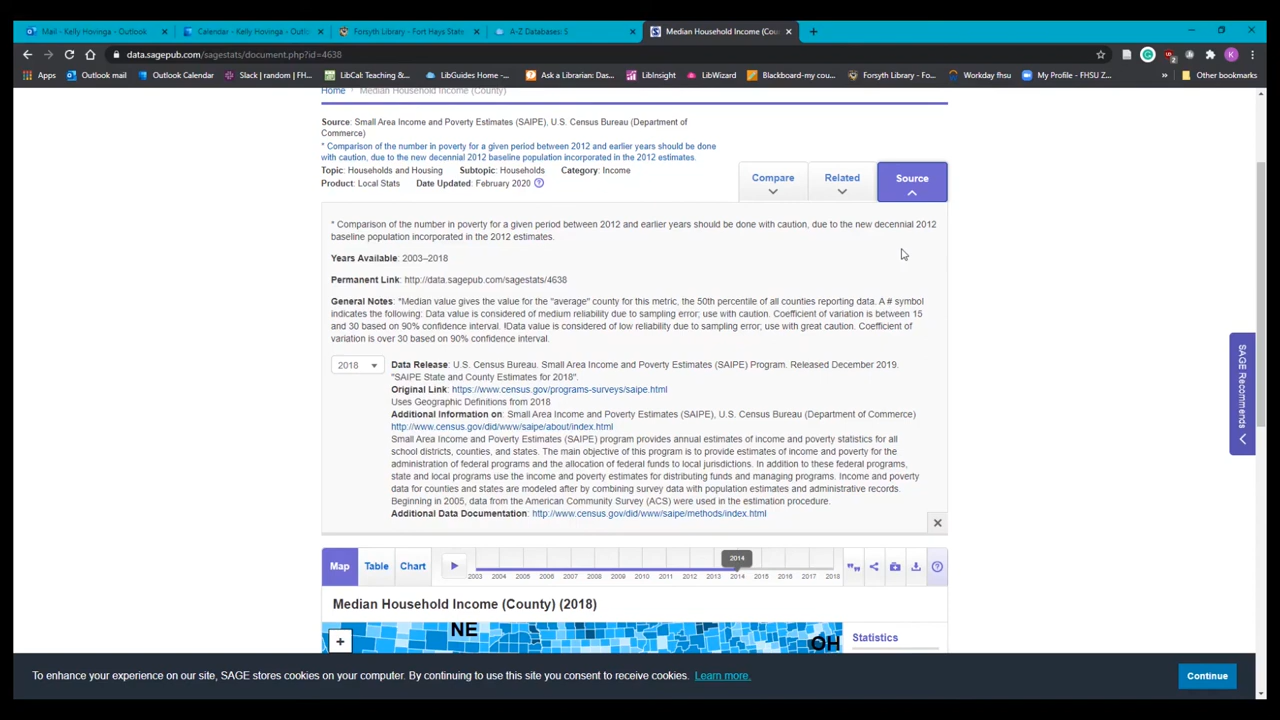 Mail - Kelly Hovinga - Outlook
Calendar - Kelly Hovinga - Outlo
Forsyth Library - Fort Hays Stat
A-Z Databases: S
Median Household Income (Cou
data.sagepub.com/sagestats/document.php?id=4638
K
Apps
Outlook mail
Outlook Calendar
Slack | random | FH...
LibCal Teaching &...
LibGuides Home -...
Ask a Librarian: Das...
LibInsight
LibWizard
Blackboard-my cou...
Forsyth Library - Fo...
Workday fhsu
My Profile - FHSU Z...
»
Other bookmarks
Home › Median Household Income (County)
Source: Small Area Income and Poverty Estimates (SAIPE), U.S. Census Bureau (Department of
Commerce)
* Comparison of the number in poverty for a given period between 2012 and earlier years should be done
with caution, due to the new decennial 2012 baseline population incorporated in the 2012 estimates.
Topic: Households and Housing Subtopic: Households Category: Income
Product: Local Stats Date Updated: February 2020 ?
Compare
Related
Source
* Comparison of the number in poverty for a given period between 2012 and earlier years should be done with caution, due to the new decennial 2012
baseline population incorporated in the 2012 estimates.
Years Available: 2003–2018
Permanent Link: http://data.sagepub.com/sagestats/4638
General Notes: "Median value gives the value for the "average" county for this metric, the 50th percentile of all counties reporting data. A # symbol
indicates the following: Data value is considered of medium reliability due to sampling error; use with caution. Coefficient of variation is between 15
and 30 based on 90% confidence interval. !Data value is considered of low reliability due to sampling error; use with great caution. Coefficient of
variation is over 30 based on 90% confidence interval.
2018
Data Release: U.S. Census Bureau. Small Area Income and Poverty Estimates (SAIPE) Program. Released December 2019.
"SAIPE State and County Estimates for 2018".
Original Link: https://www.census.gov/programs-surveys/saipe.html
Uses Geographic Definitions from 2018
Additional Information on: Small Area Income and Poverty Estimates (SAIPE), U.S. Census Bureau (Department of Commerce)
http://www.census.gov/did/www/saipe/about/index.html
Small Area Income and Poverty Estimates (SAIPE) program provides annual estimates of income and poverty statistics for all
school districts, counties, and states. The main objective of this program is to provide estimates of income and poverty for the
administration of federal programs and the allocation of federal funds to local jurisdictions. In addition to these federal programs,
state and local programs use the income and poverty estimates for distributing funds and managing programs. Income and poverty
data for counties and states are modeled after by combining survey data with population estimates and administrative records.
Beginning in 2005, data from the American Community Survey (ACS) were used in the estimation procedure.
Additional Data Documentation: http://www.census.gov/did/www/saipe/methods/index.html
SAGE Recommends
Map
Table
Chart
2014
2003 2004 2005 2006 2007 2008 2009 2010 2011 2012 2013 2014 2015 2016 2017 2018
Median Household Income (County) (2018)
+
NE
OH
Statistics
To enhance your experience on our site, SAGE stores cookies on your computer. By continuing to use this site you consent to receive cookies. Learn more.
Continue